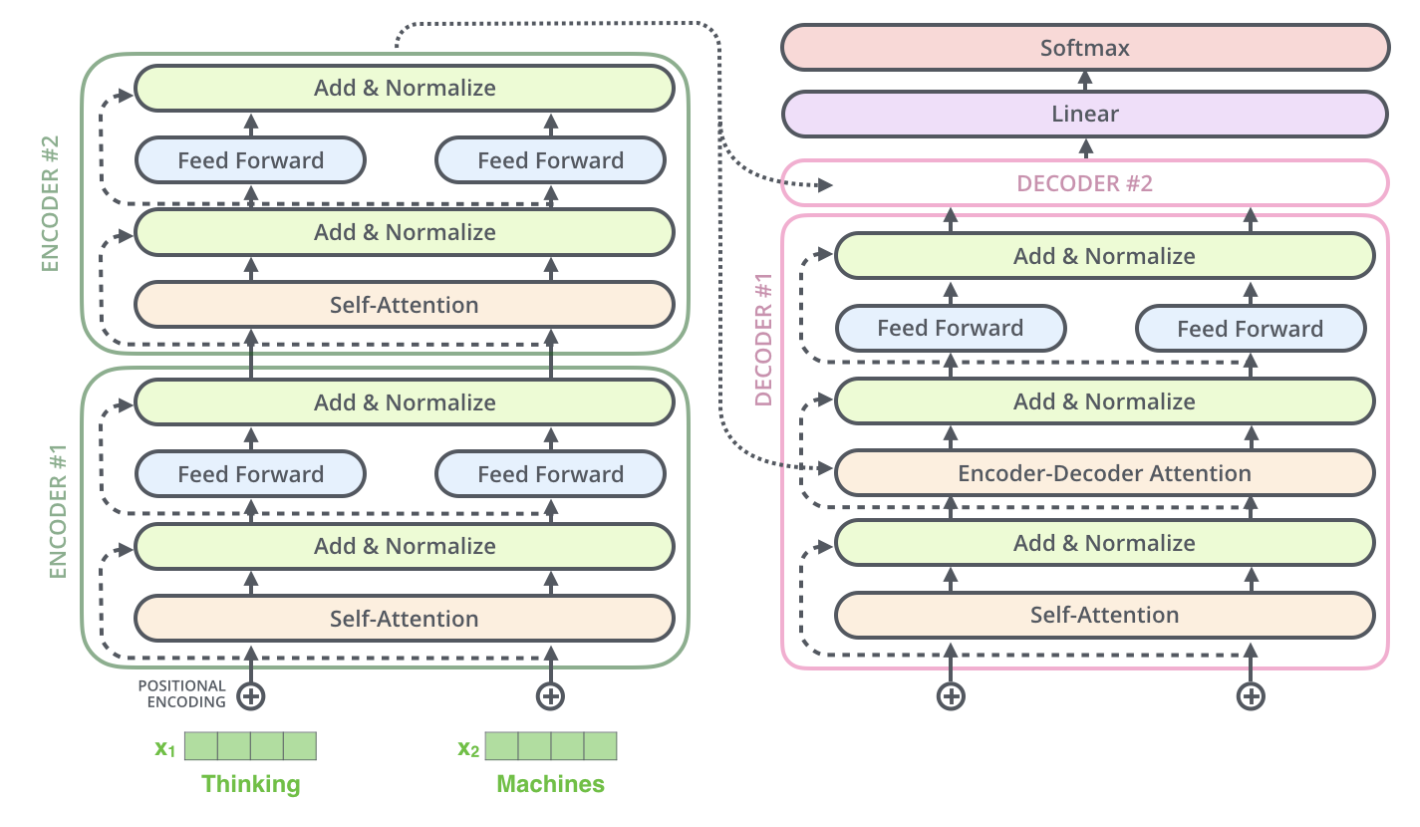 ENCODER #2
Add & Normalize
Feed Forward
Feed Forward
Add & Normalize
Self-Attention
ENCODER #1
Add & Normalize
Feed Forward
Feed Forward
Add & Normalize
Self-Attention
POSITIONAL
ENCODING
x₁
x₂
Thinking
Machines
Softmax
Linear
DECODER #2
DECODER #1
Add & Normalize
Feed Forward
Feed Forward
Add & Normalize
Encoder-Decoder Attention
Add & Normalize
Self-Attention